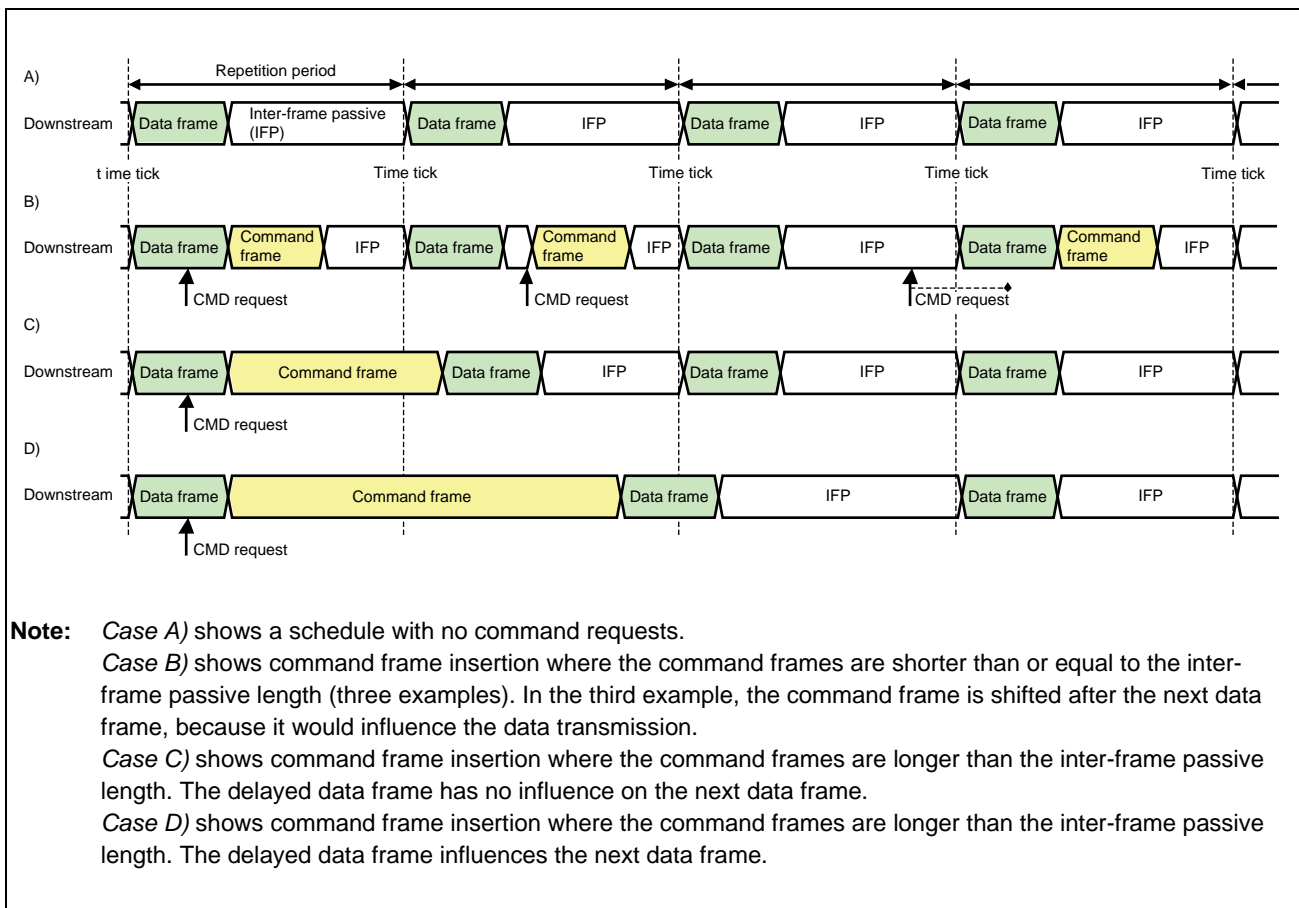 A)
Repetition period
Downstream
Data frame
Inter-frame passive
(IFP)
Data frame
IFP
Data frame
IFP
Data frame
IFP
t ime tick
Time tick
Time tick
Time tick
Time tick
B)
Downstream
Data frame
Command
frame
IFP
Data frame
Command
frame
IFP
Data frame
IFP
Data frame
Command
frame
IFP
CMD request
CMD request
CMD request
C)
Downstream
Data frame
Command frame
Data frame
IFP
Data frame
IFP
Data frame
IFP
CMD request
D)
Downstream
Data frame
Command frame
Data frame
IFP
Data frame
IFP
CMD request
Note: Case A) shows a schedule with no command requests.
Case B) shows command frame insertion where the command frames are shorter than or equal to the inter-
frame passive length (three examples). In the third example, the command frame is shifted after the next data
frame, because it would influence the data transmission.
Case C) shows command frame insertion where the command frames are longer than the inter-frame passive
length. The delayed data frame has no influence on the next data frame.
Case D) shows command frame insertion where the command frames are longer than the inter-frame passive
length. The delayed data frame influences the next data frame.